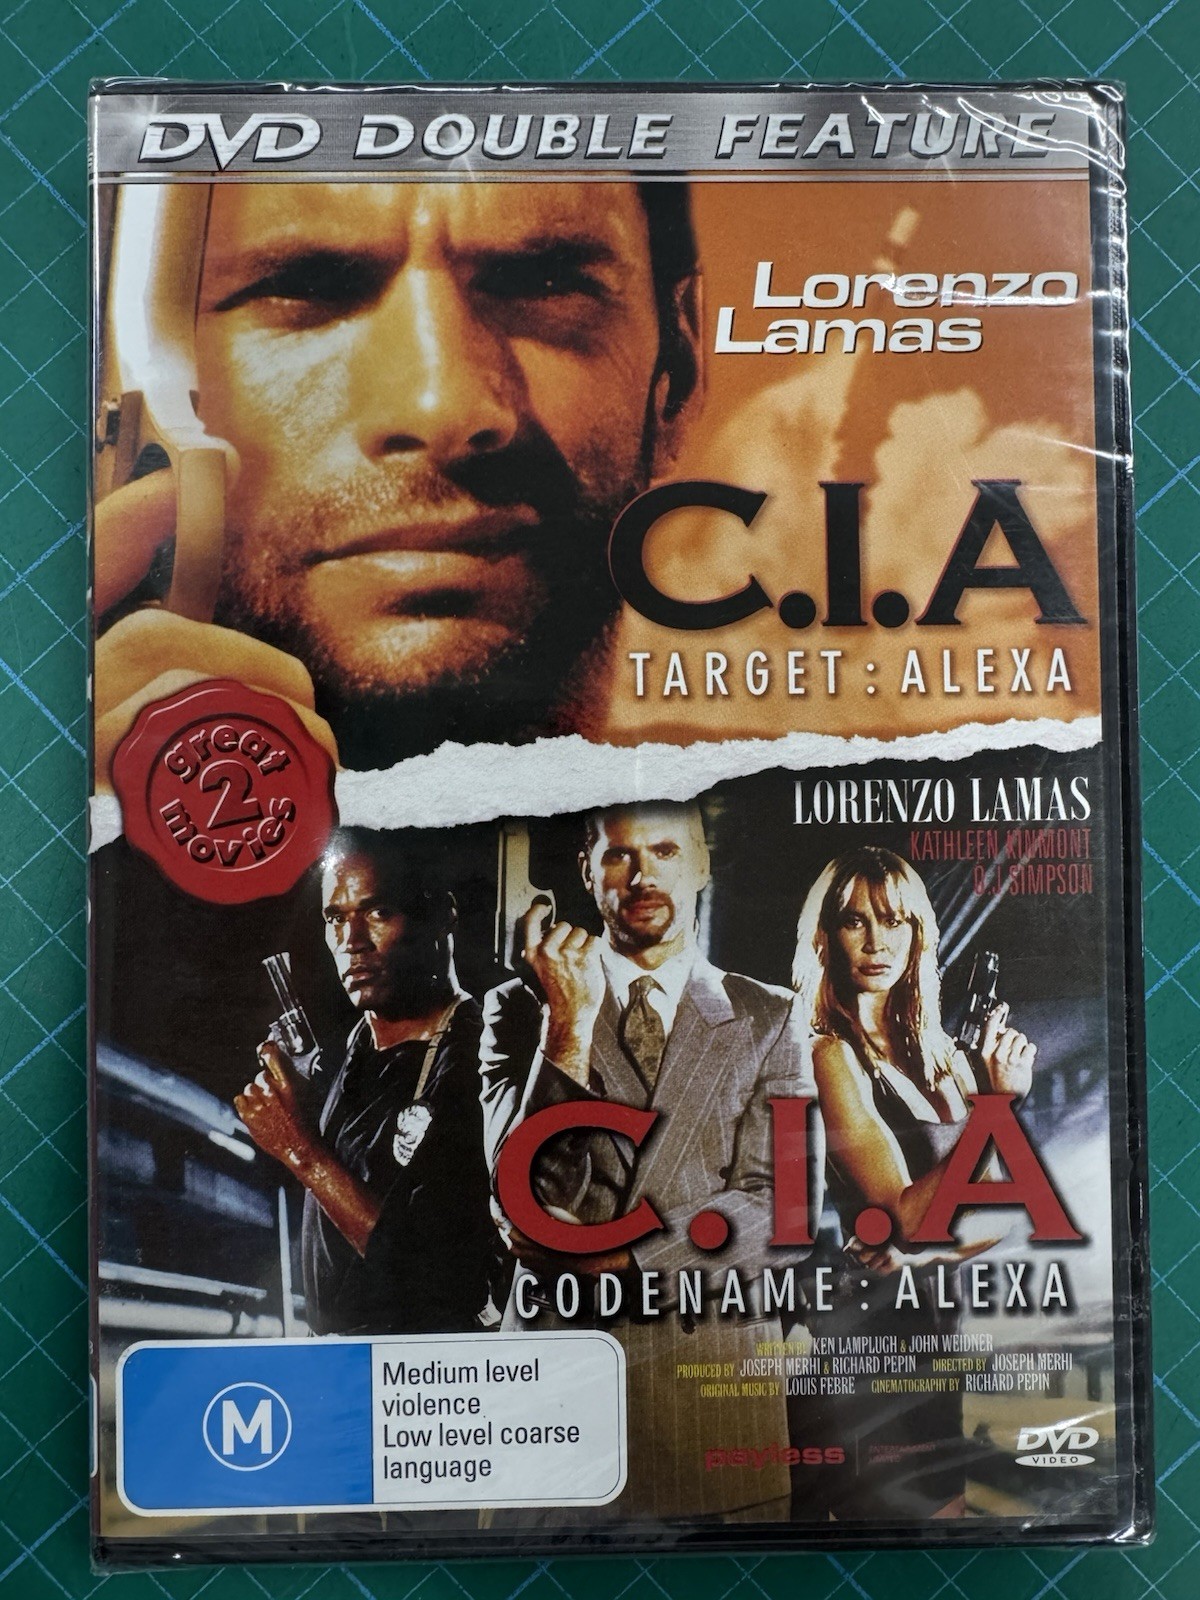 DVD DOUBLE FEATURE
Lorenzo
Lamas
C.I.A
TARGET : ALEXA
great
2
movies
LORENZO LAMAS
KATHLEEN KINMONT
O.J SIMPSON
C.I.A
CODENAME : ALEXA
WRITTEN BY KEN LAMPLUGH & JOHN WEIDNER
PRODUCED BY JOSEPH MERHI & RICHARD PEPIN DIRECTED BY JOSEPH MERHI
ORIGINAL MUSIC BY LOUIS FEBRE CINEMATOGRAPHY BY RICHARD PEPIN
M
Medium level
violence
Low level coarse
language
payless
ENTERTAINMENT
DVD
VIDEO